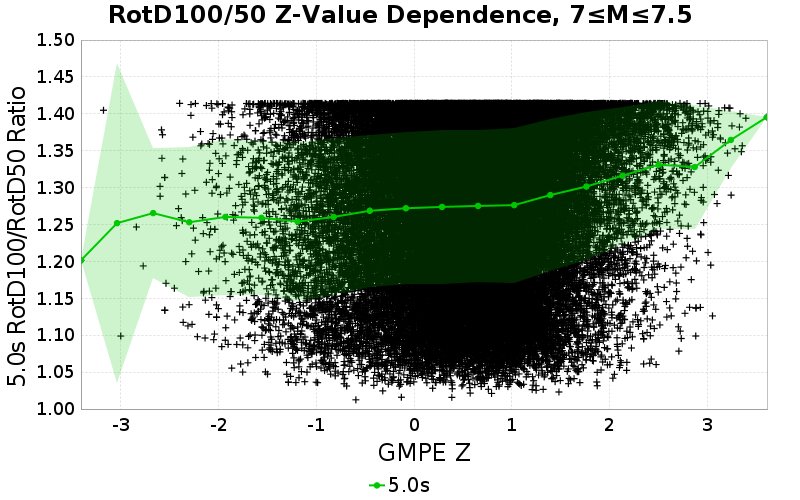 RotD100/50 Z-Value Dependence, 7≤M≤7.5
5.0s RotD100/RotD50 Ratio
1.50
1.45
1.40
1.35
1.30
1.25
1.20
1.15
1.10
1.05
1.00
-3 -2 -1 0 1 2 3
GMPE Z
5.0s